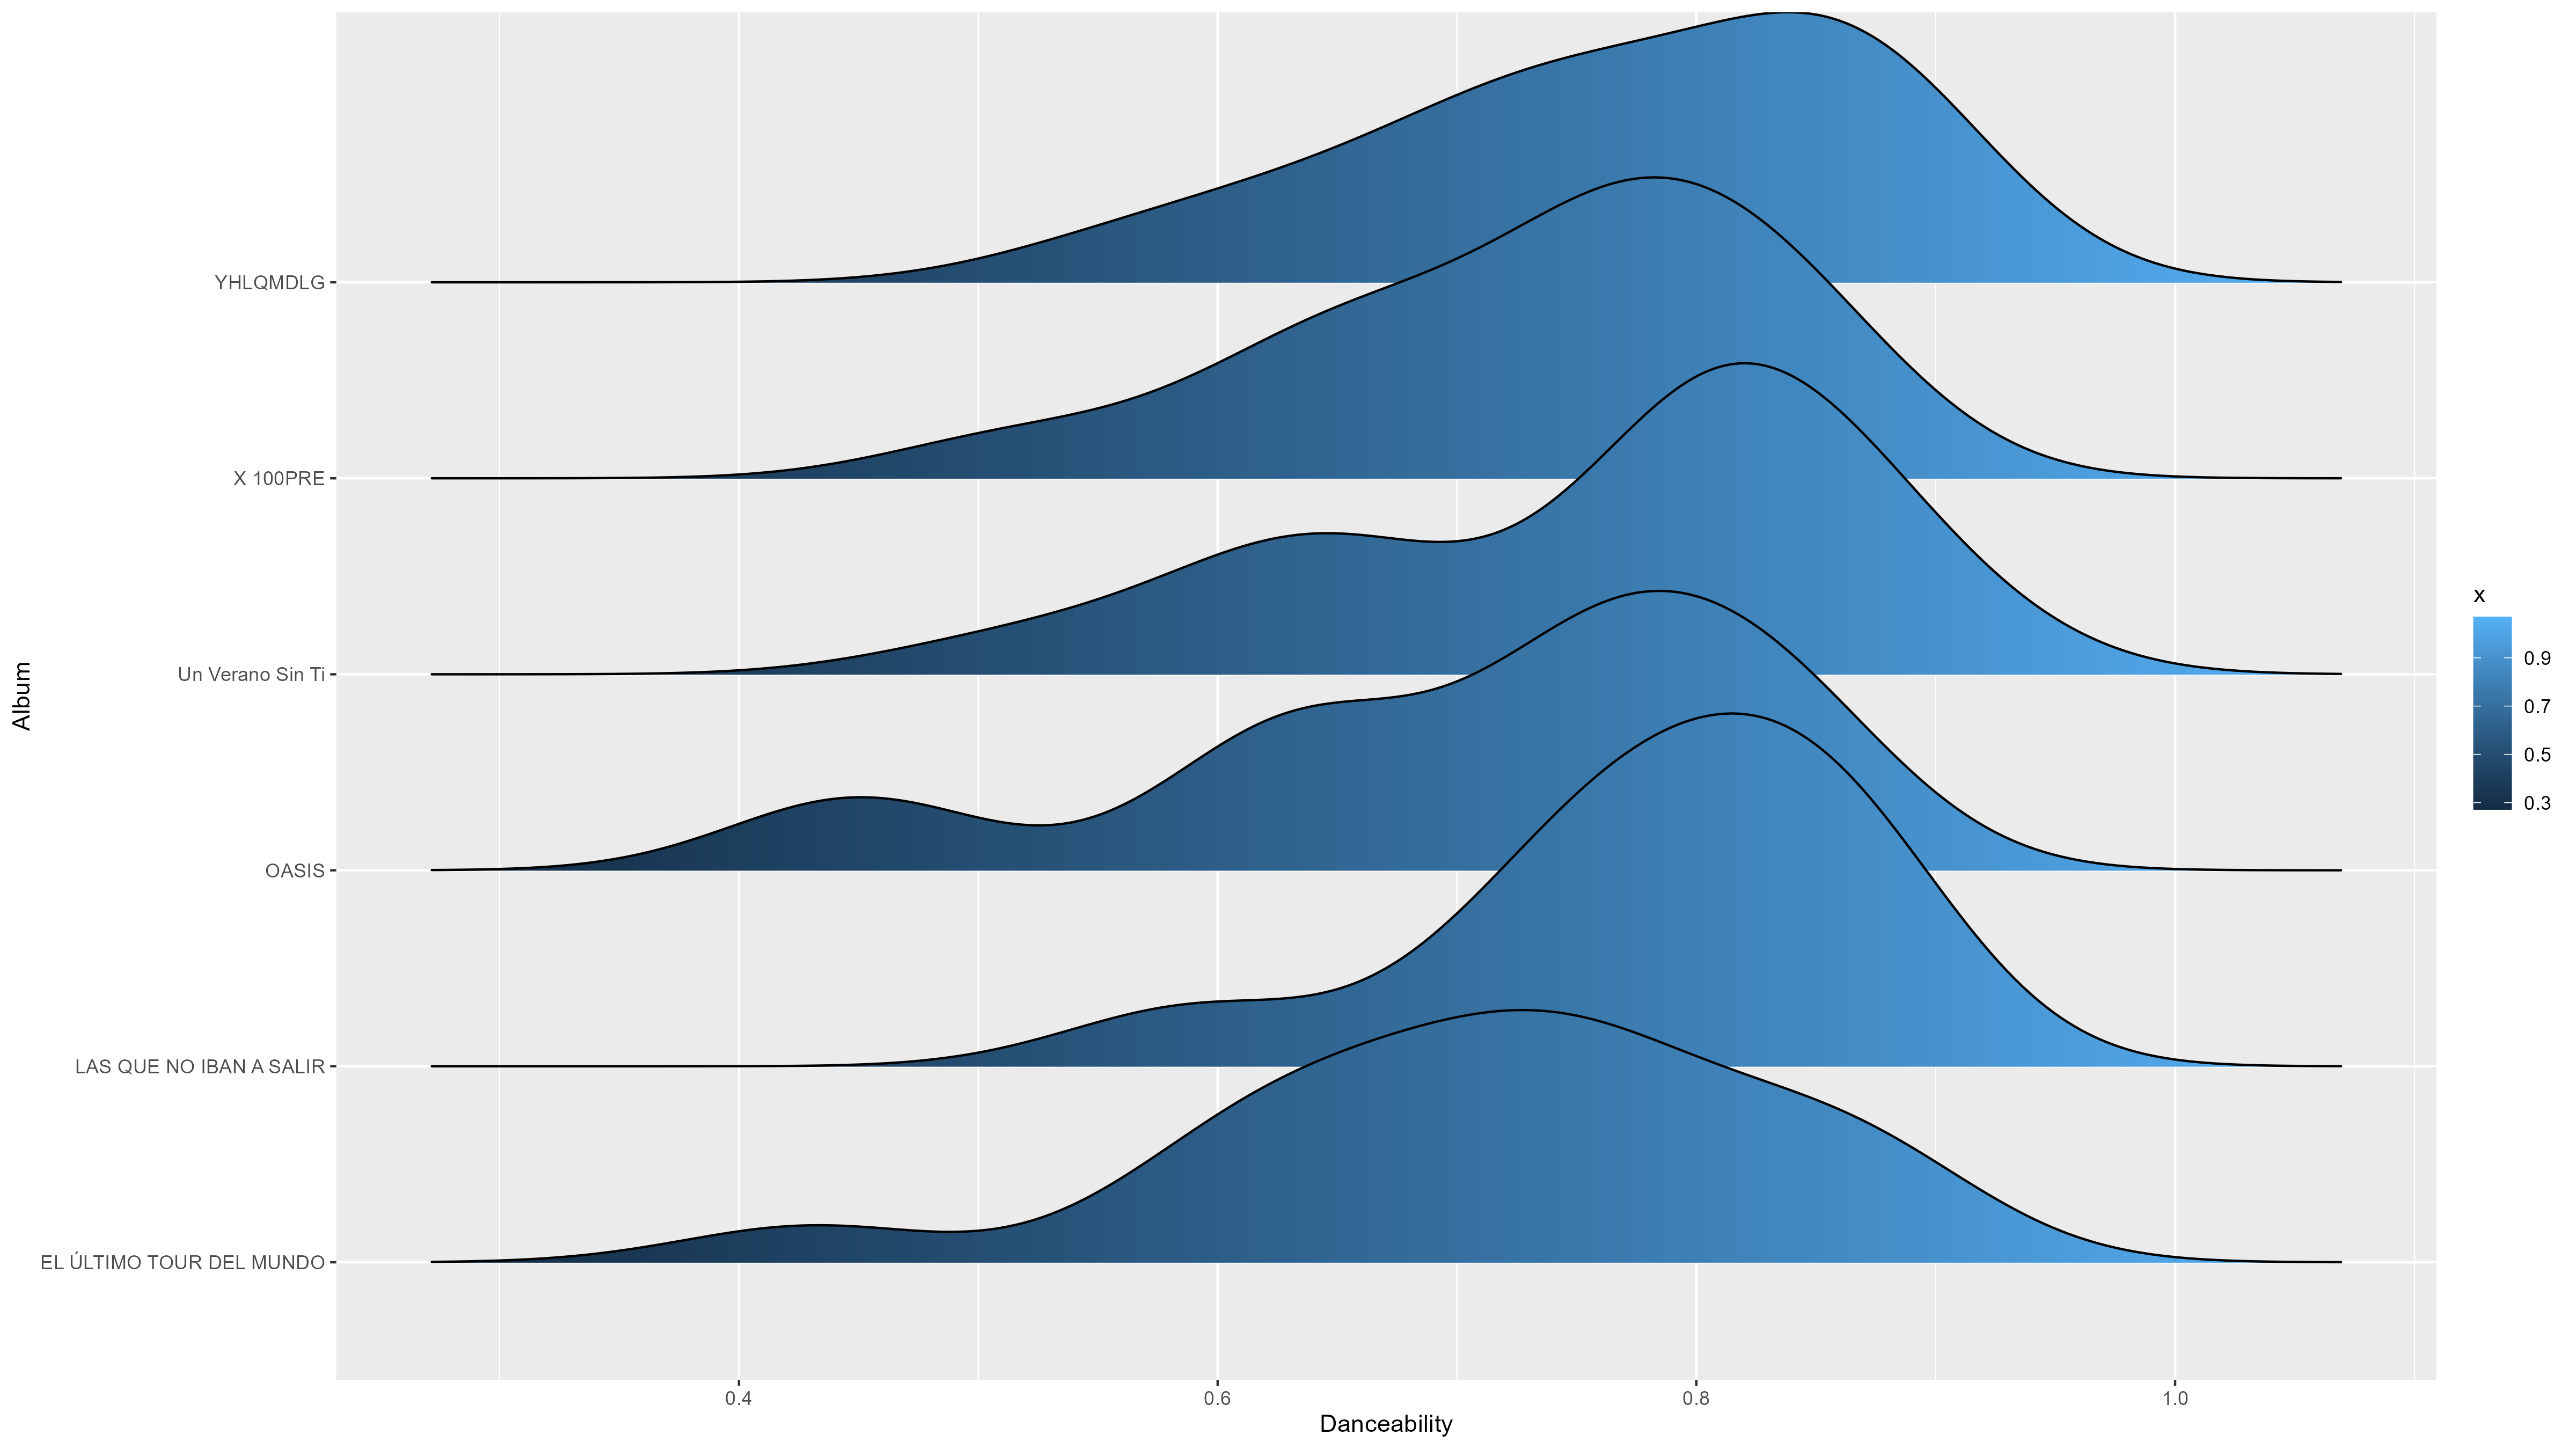 Album
YHLQMDLG
X 100PRE
Un Verano Sin Ti
OASIS
LAS QUE NO IBAN A SALIR
EL ÚLTIMO TOUR DEL MUNDO
0.4 0.6 0.8 1.0
Danceability
x
0.9
0.7
0.5
0.3